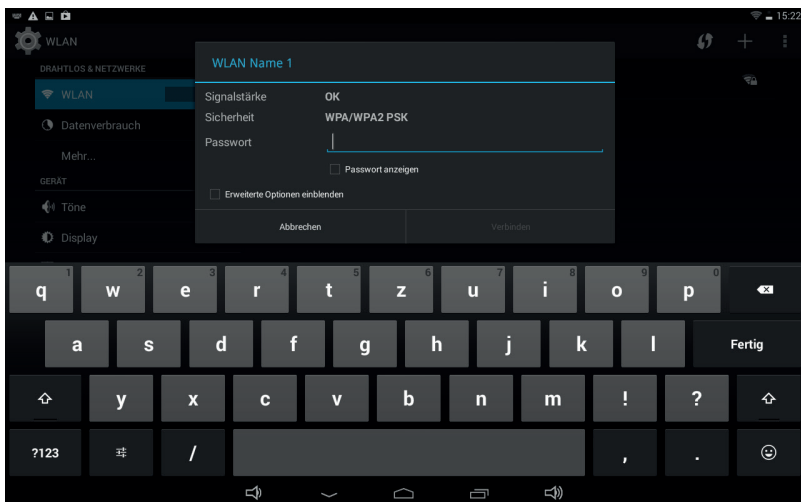 15:22
WLAN
DRAHTLOS & NETZWERKE
WLAN
Datenverbrauch
Mehr...
GERÄT
Töne
Display
WLAN Name 1
Signalstärke OK
Sicherheit WPA/WPA2 PSK
Passwort
Passwort anzeigen
Erweiterte Optionen einblenden
Abbrechen Verbinden
1 2 3 4 5 6 7 8 9 0
q w e r t z u i o p
a s d f g h j k l Fertig
y x c v b n m ! ?
?123 / , .